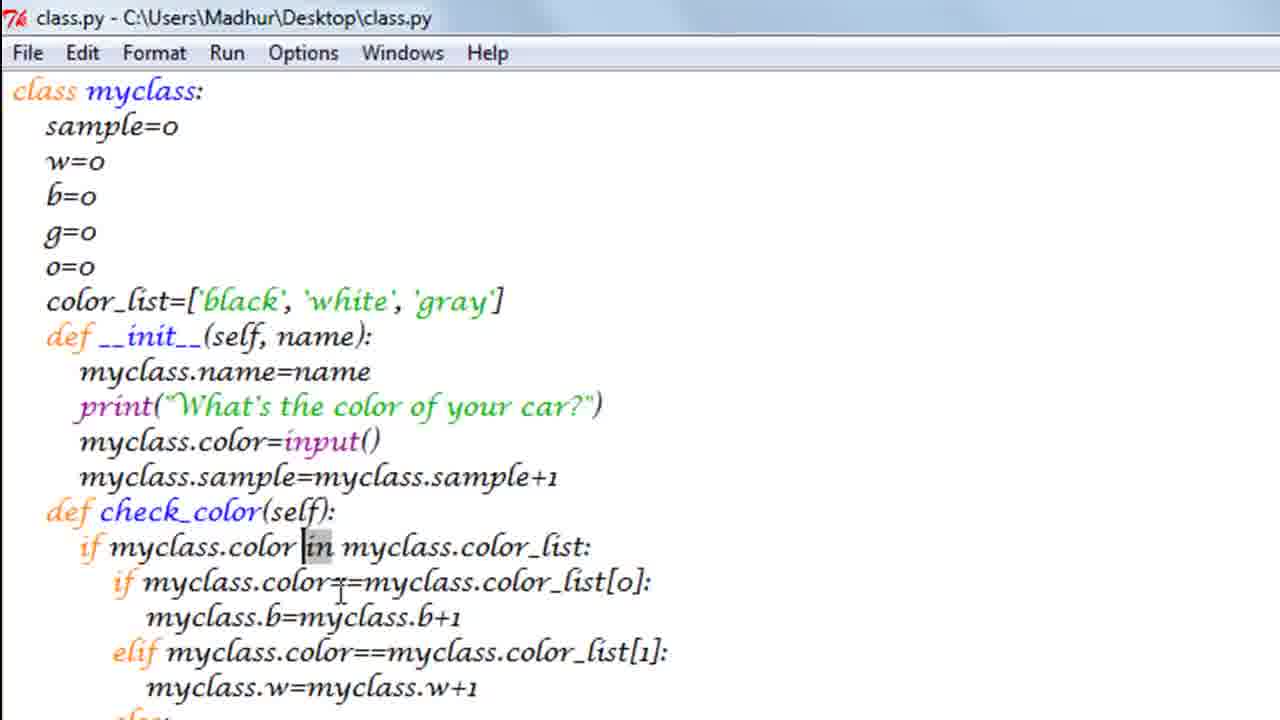 class.py - C:\Users\Madhur\Desktop\class.py
File Edit Format Run Options Windows Help
class myclass:
    sample=0
    w=0
    b=0
    g=0
    o=0
    color_list=['black', 'white', 'gray']
    def __init__(self, name):
        myclass.name=name
        print("What's the color of your car?")
        myclass.color=input()
        myclass.sample=myclass.sample+1
    def check_color(self):
        if myclass.color in myclass.color_list:
            if myclass.color==myclass.color_list[0]:
                myclass.b=myclass.b+1
            elif myclass.color==myclass.color_list[1]:
                myclass.w=myclass.w+1
            else: